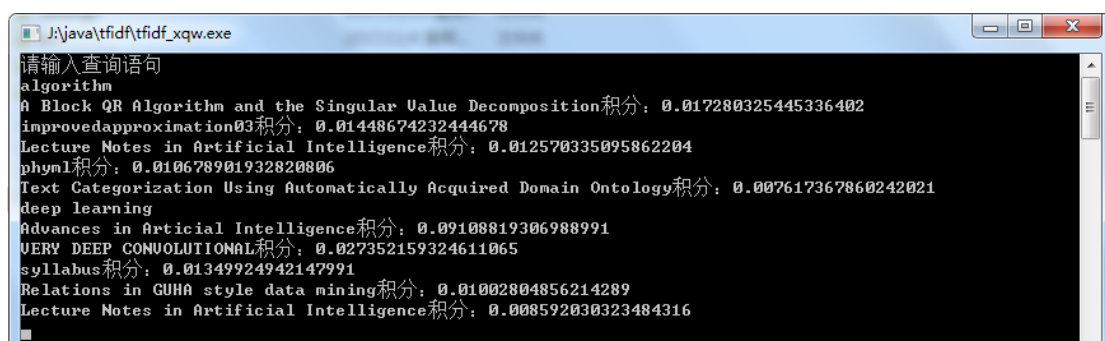 J:\java\tfidf\tfidf_xqw.exe
请输入查询语句
algorithm
A Block QR Algorithm and the Singular Value Decomposition积分：0.017280325445336402
improvedapproximation03积分：0.01448674232444678
Lecture Notes in Artificial Intelligence积分：0.012570335095862204
phyml积分：0.010678901932820806
Text Categorization Using Automatically Acquired Domain Ontology积分：0.007617367860242021
deep learning
Advances in Articial Intelligence积分：0.09108819306988991
VERY DEEP CONVOLUTIONAL积分：0.027352159324611065
syllabus积分：0.01349924942147991
Relations in GUHA style data mining积分：0.01002804856214289
Lecture Notes in Artificial Intelligence积分：0.008592030323484316